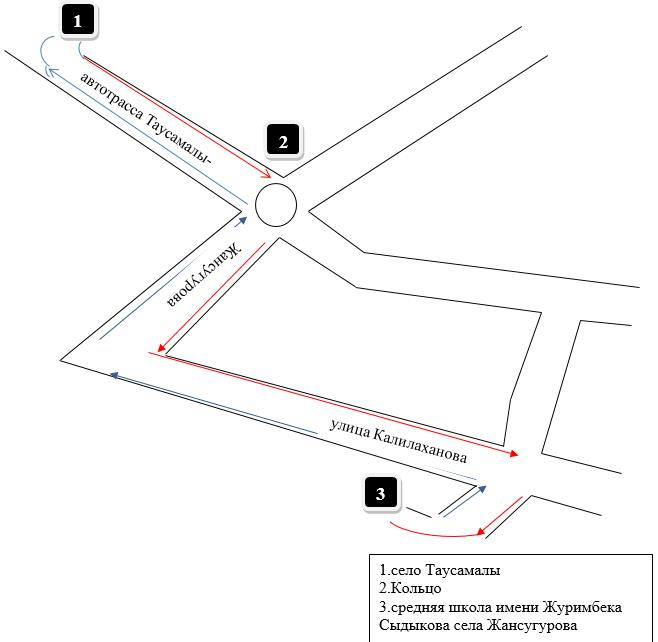 1
автотрасса Таусамалы-
2
Жансугурова
улица Калилаханова
3
1.село Таусамалы
2.Кольцо
3.средняя школа имени Журимбека
Сыдыкова села Жансугурова